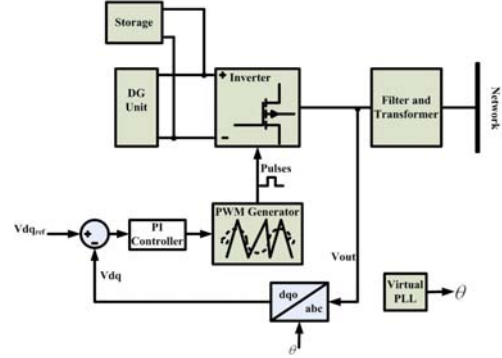 Storage
DG
Unit
+
Inverter
-
Filter and
Transformer
Network
Pulses
PWM Generator
Vdqref
+
-
PI
Controller
Vout
Vdq
dqo
abc
θ
Virtual
PLL
θ